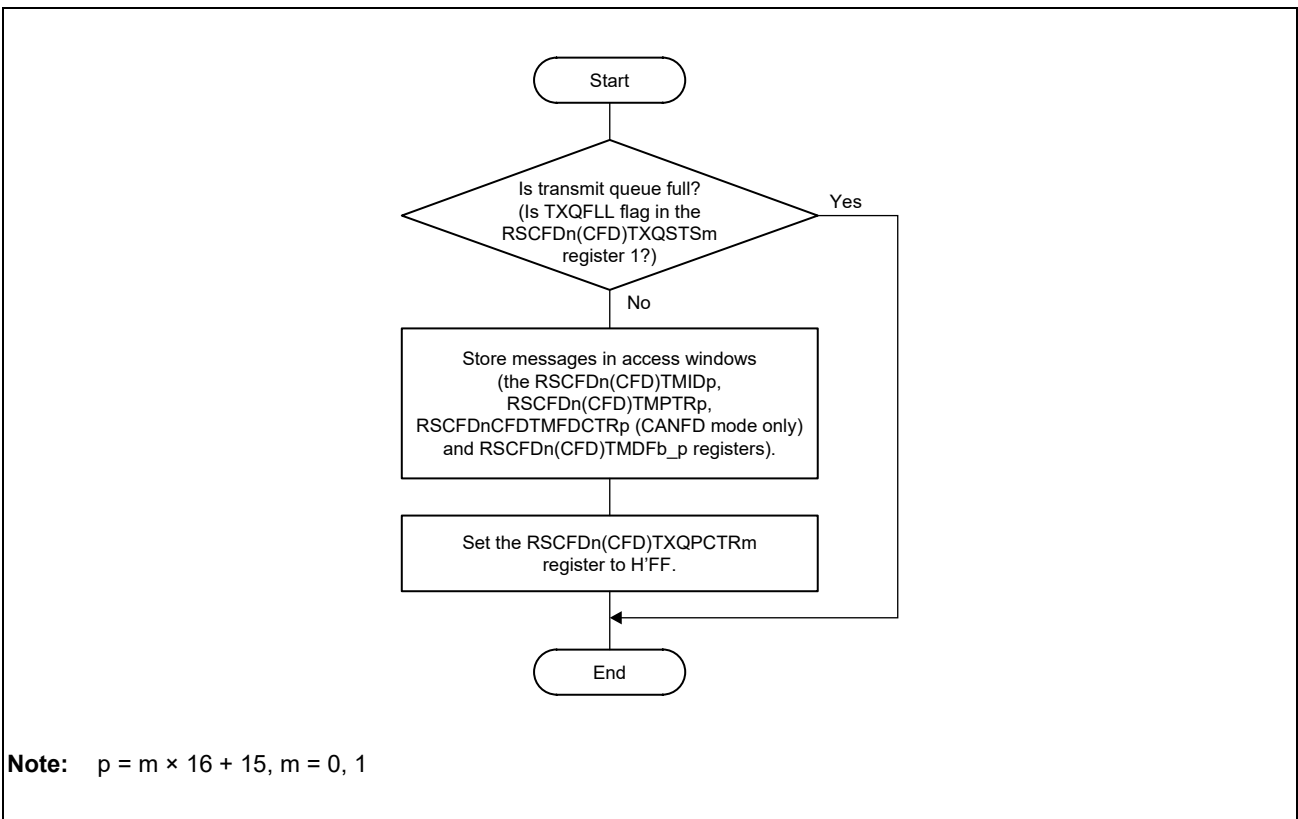 Start
Is transmit queue full?
(Is TXQFLL flag in the
RSCFDn(CFD)TXQSTSm
register 1?)
Yes
No
Store messages in access windows
(the RSCFDn(CFD)TMIDp,
RSCFDn(CFD)TMPTRp,
RSCFDnCFDTMFDCTRp (CANFD mode only)
and RSCFDn(CFD)TMDFb_p registers).
Set the RSCFDn(CFD)TXQPCTRm
register to H’FF.
End
Note: p = m × 16 + 15, m = 0, 1